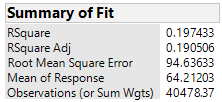 Summary of Fit
RSquare 0.197433
RSquare Adj 0.190506
Root Mean Square Error 94.63633
Mean of Response 64.21203
Observations (or Sum Wgts) 40478.37